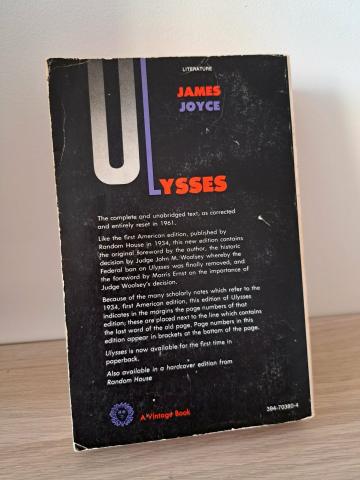 LITERATURE
JAMES
JOYCE
ULYSSES
The complete and unabridged text, as corrected
and entirely reset in 1961.
Like the first American edition, published by
Random House in 1934, this new edition contains
the original foreword by the author, the historic
decision by Judge John M. Woolsey whereby the
Federal ban on Ulysses was finally removed, and
the foreword by Morris Ernst on the importance of
Judge Woolsey's decision.
Because of the many scholarly notes which refer to the
1934, first American edition, this edition of Ulysses
indicates in the margins the page numbers of that
edition; these are placed next to the line which contains
the last word of the old page. Page numbers in this
edition appear in brackets at the bottom of the page.
Ulysses is now available for the first time in
paperback.
Also available in a hardcover edition from
Random House
A Vintage Book
394-70380-4